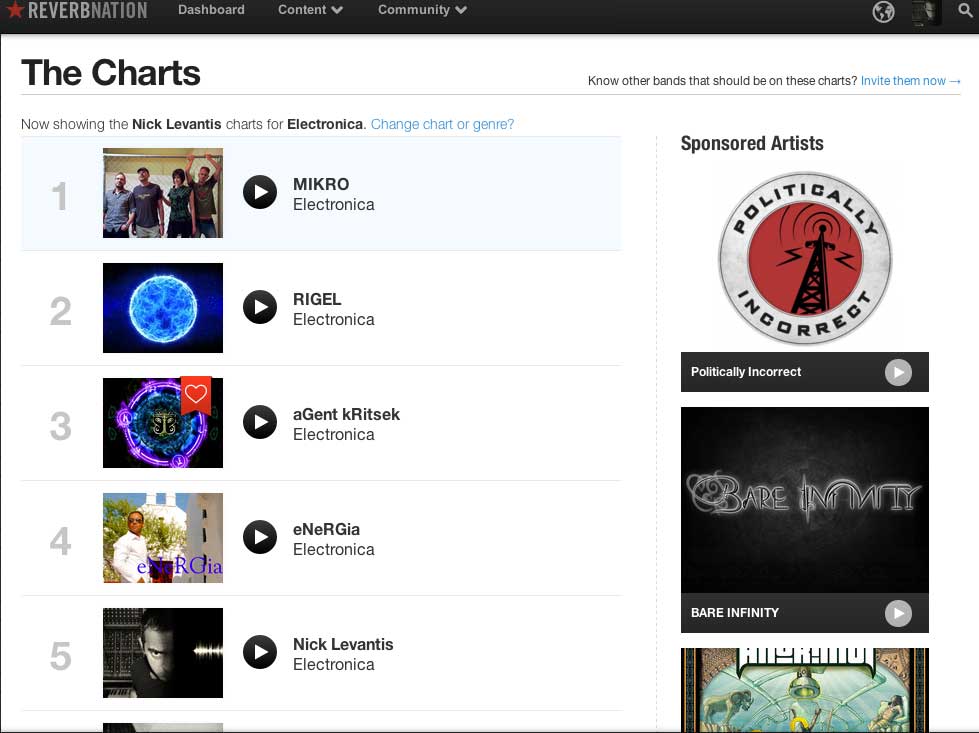 REVERBNATION
Dashboard
Content
Community
The Charts
Know other bands that should be on these charts? Invite them now →
Now showing the Nick Levantis charts for Electronica. Change chart or genre?
1
MIKRO
Electronica
2
RIGEL
Electronica
3
aGent kRitsek
Electronica
4
eNeRGia
eNeRGia
Electronica
5
Nick Levantis
Electronica
Sponsored Artists
POLITICALLY
INCORRECT
Politically Incorrect
BARE INFINITY
BARE INFINITY